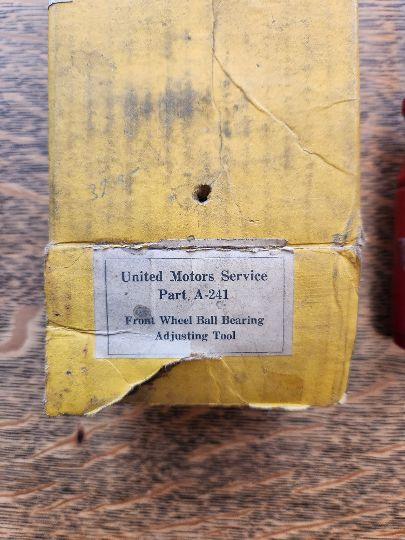 United Motors Service
Part A-241
Front Wheel Ball Bearing
Adjusting Tool